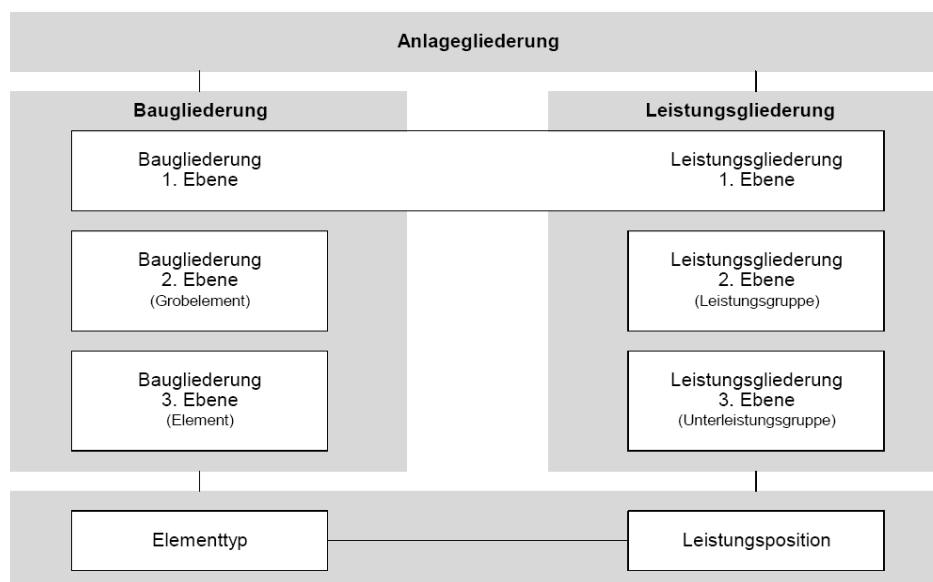 Anlagegliederung
Baugliederung
Leistungsgliederung
Baugliederung
1. Ebene
Leistungsgliederung
1. Ebene
Baugliederung
2. Ebene
(Grobelement)
Leistungsgliederung
2. Ebene
(Leistungsgruppe)
Baugliederung
3. Ebene
(Element)
Leistungsgliederung
3. Ebene
(Unterleistungsgruppe)
Elementtyp
Leistungsposition